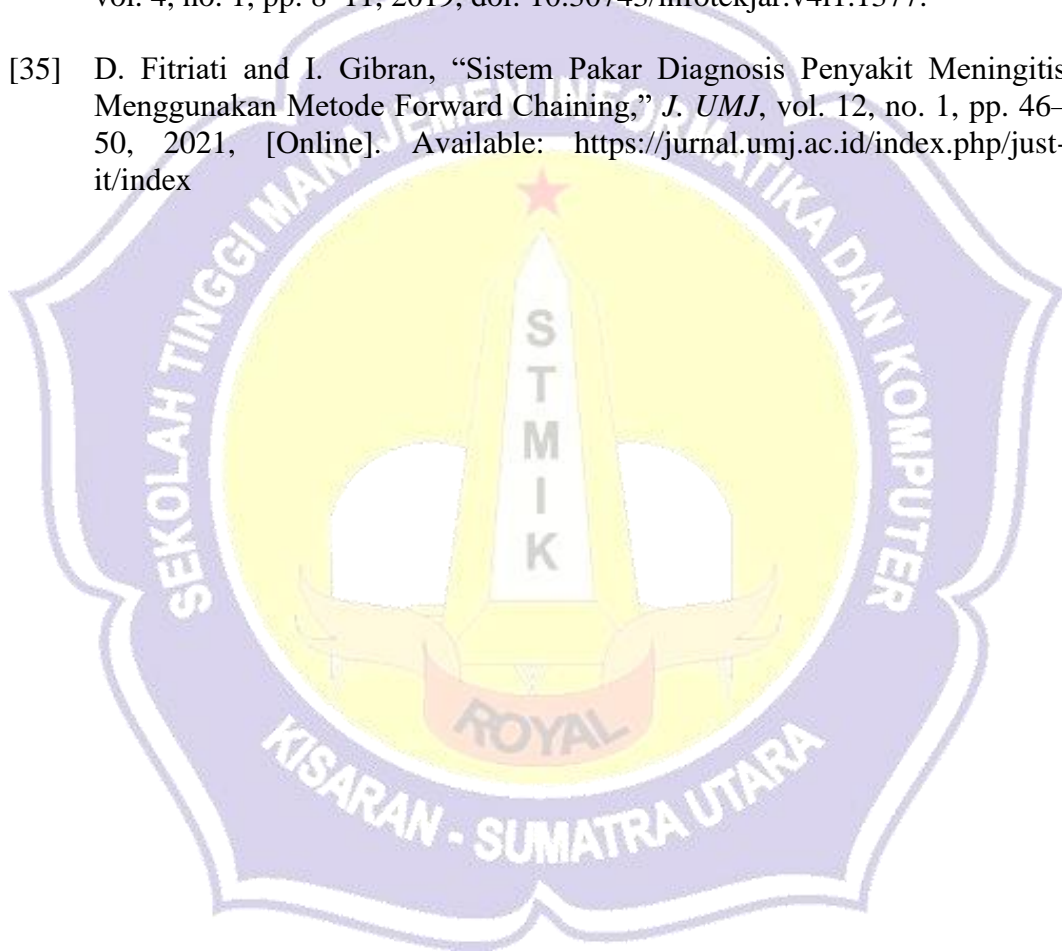 vol. 4, no. 1, pp. 8–11, 2019, doi: 10.30743/infotekjar.v4i1.1377.
[35] D. Fitriati and I. Gibran, “Sistem Pakar Diagnosis Penyakit Meningitis
Menggunakan Metode Forward Chaining,” J. UMJ, vol. 12, no. 1, pp. 46–
50, 2021, [Online]. Available: https://jurnal.umj.ac.id/index.php/just-
it/index
SEKOLAH TINGGI MANAJEMEN INFORMATIKA DAN KOMPUTER
S
T
M
I
K
ROYAL
KISARAN - SUMATRA UTARA